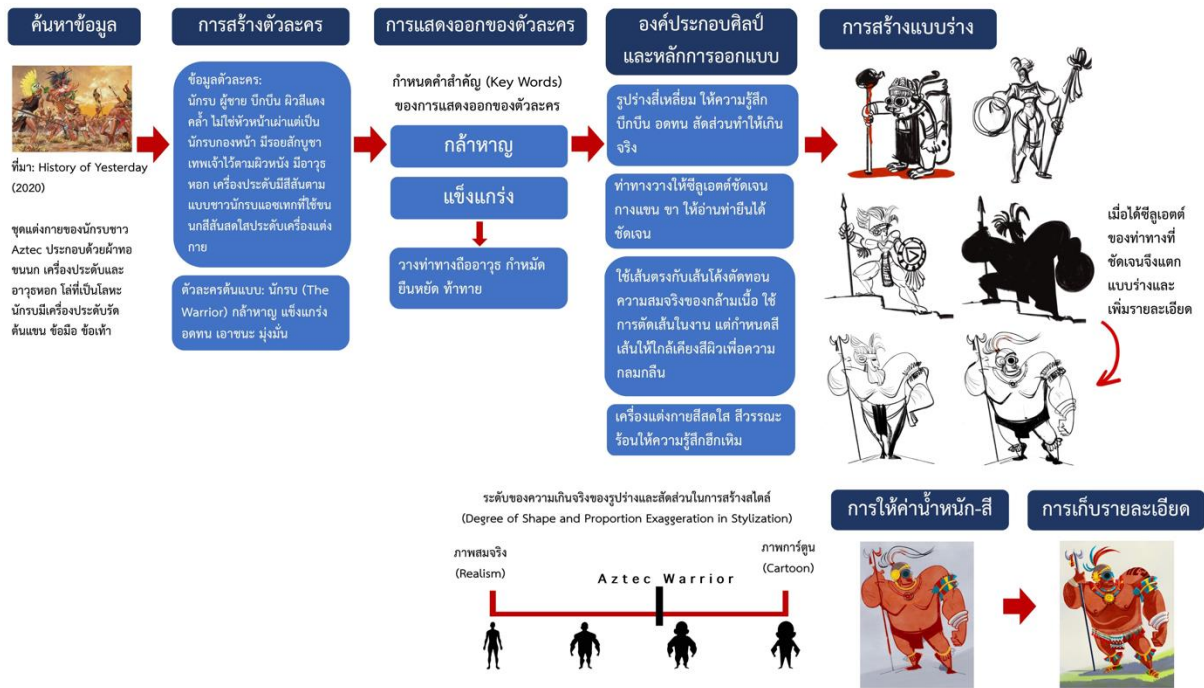 ค้นหาข้อมูล
ที่มา: History of Yesterday
(2020)
ชุดแต่งกายของนักรบชาว
Aztec ประกอบด้วยผ้าทอ
ขนนก เครื่องประดับและ
อาวุธหอก โล่ที่เป็นโลหะ
นักรบมีเครื่องประดับรัด
ต้นแขน ข้อมือ ข้อเท้า
การสร้างตัวละคร
ข้อมูลตัวละคร:
นักรบ ผู้ชาย บึกบึน ผิวสีแดง
คล้ำ ไม่ใช่หัวหน้าเผ่าแต่เป็น
นักรบกองหน้า มีรอยสักบูชา
เทพเจ้าไว้ตามผิวหนัง มีอาวุธ
หอก เครื่องประดับมีสีสันตาม
แบบชาวนักรบแอซเทกที่ใช้ขน
นกสีสันสดใสประดับเครื่องแต่ง
กาย
ตัวละครต้นแบบ: นักรบ (The
Warrior) กล้าหาญ แข็งแกร่ง
อดทน เอาชนะ มุ่งมั่น
การแสดงออกของตัวละคร
กำหนดคำสำคัญ (Key Words)
ของการแสดงออกของตัวละคร
กล้าหาญ
แข็งแกร่ง
วางท่าทางถืออาวุธ กำหมัด
ยืนหยัด ท้าทาย
องค์ประกอบศิลป์
และหลักการออกแบบ
รูปร่างสี่เหลี่ยม ให้ความรู้สึก
บึกบึน อดทน สัดส่วนทำให้เกิน
จริง
ท่าทางวางให้ซีลูเอตต์ชัดเจน
กางแขน ขา ให้อ่านท่ายืนได้
ชัดเจน
ใช้เส้นตรงกับเส้นโค้งตัดทอน
ความสมจริงของกล้ามเนื้อ ใช้
การตัดเส้นในงาน แต่กำหนดสี
เส้นให้ใกล้เคียงสีผิวเพื่อความ
กลมกลืน
เครื่องแต่งกายสีสดใส สีวรรณะ
ร้อนให้ความรู้สึกฮึกเหิม
การสร้างแบบร่าง
เมื่อได้ซีลูเอตต์
ของท่าทางที่
ชัดเจนจึงแตก
แบบร่างและ
เพิ่มรายละเอียด
ระดับของความเกินจริงของรูปร่างและสัดส่วนในการสร้างสไตล์
(Degree of Shape and Proportion Exaggeration in Stylization)
ภาพสมจริง
(Realism)
Aztec Warrior
ภาพการ์ตูน
(Cartoon)
การให้ค่าน้ำหนัก-สี
การเก็บรายละเอียด